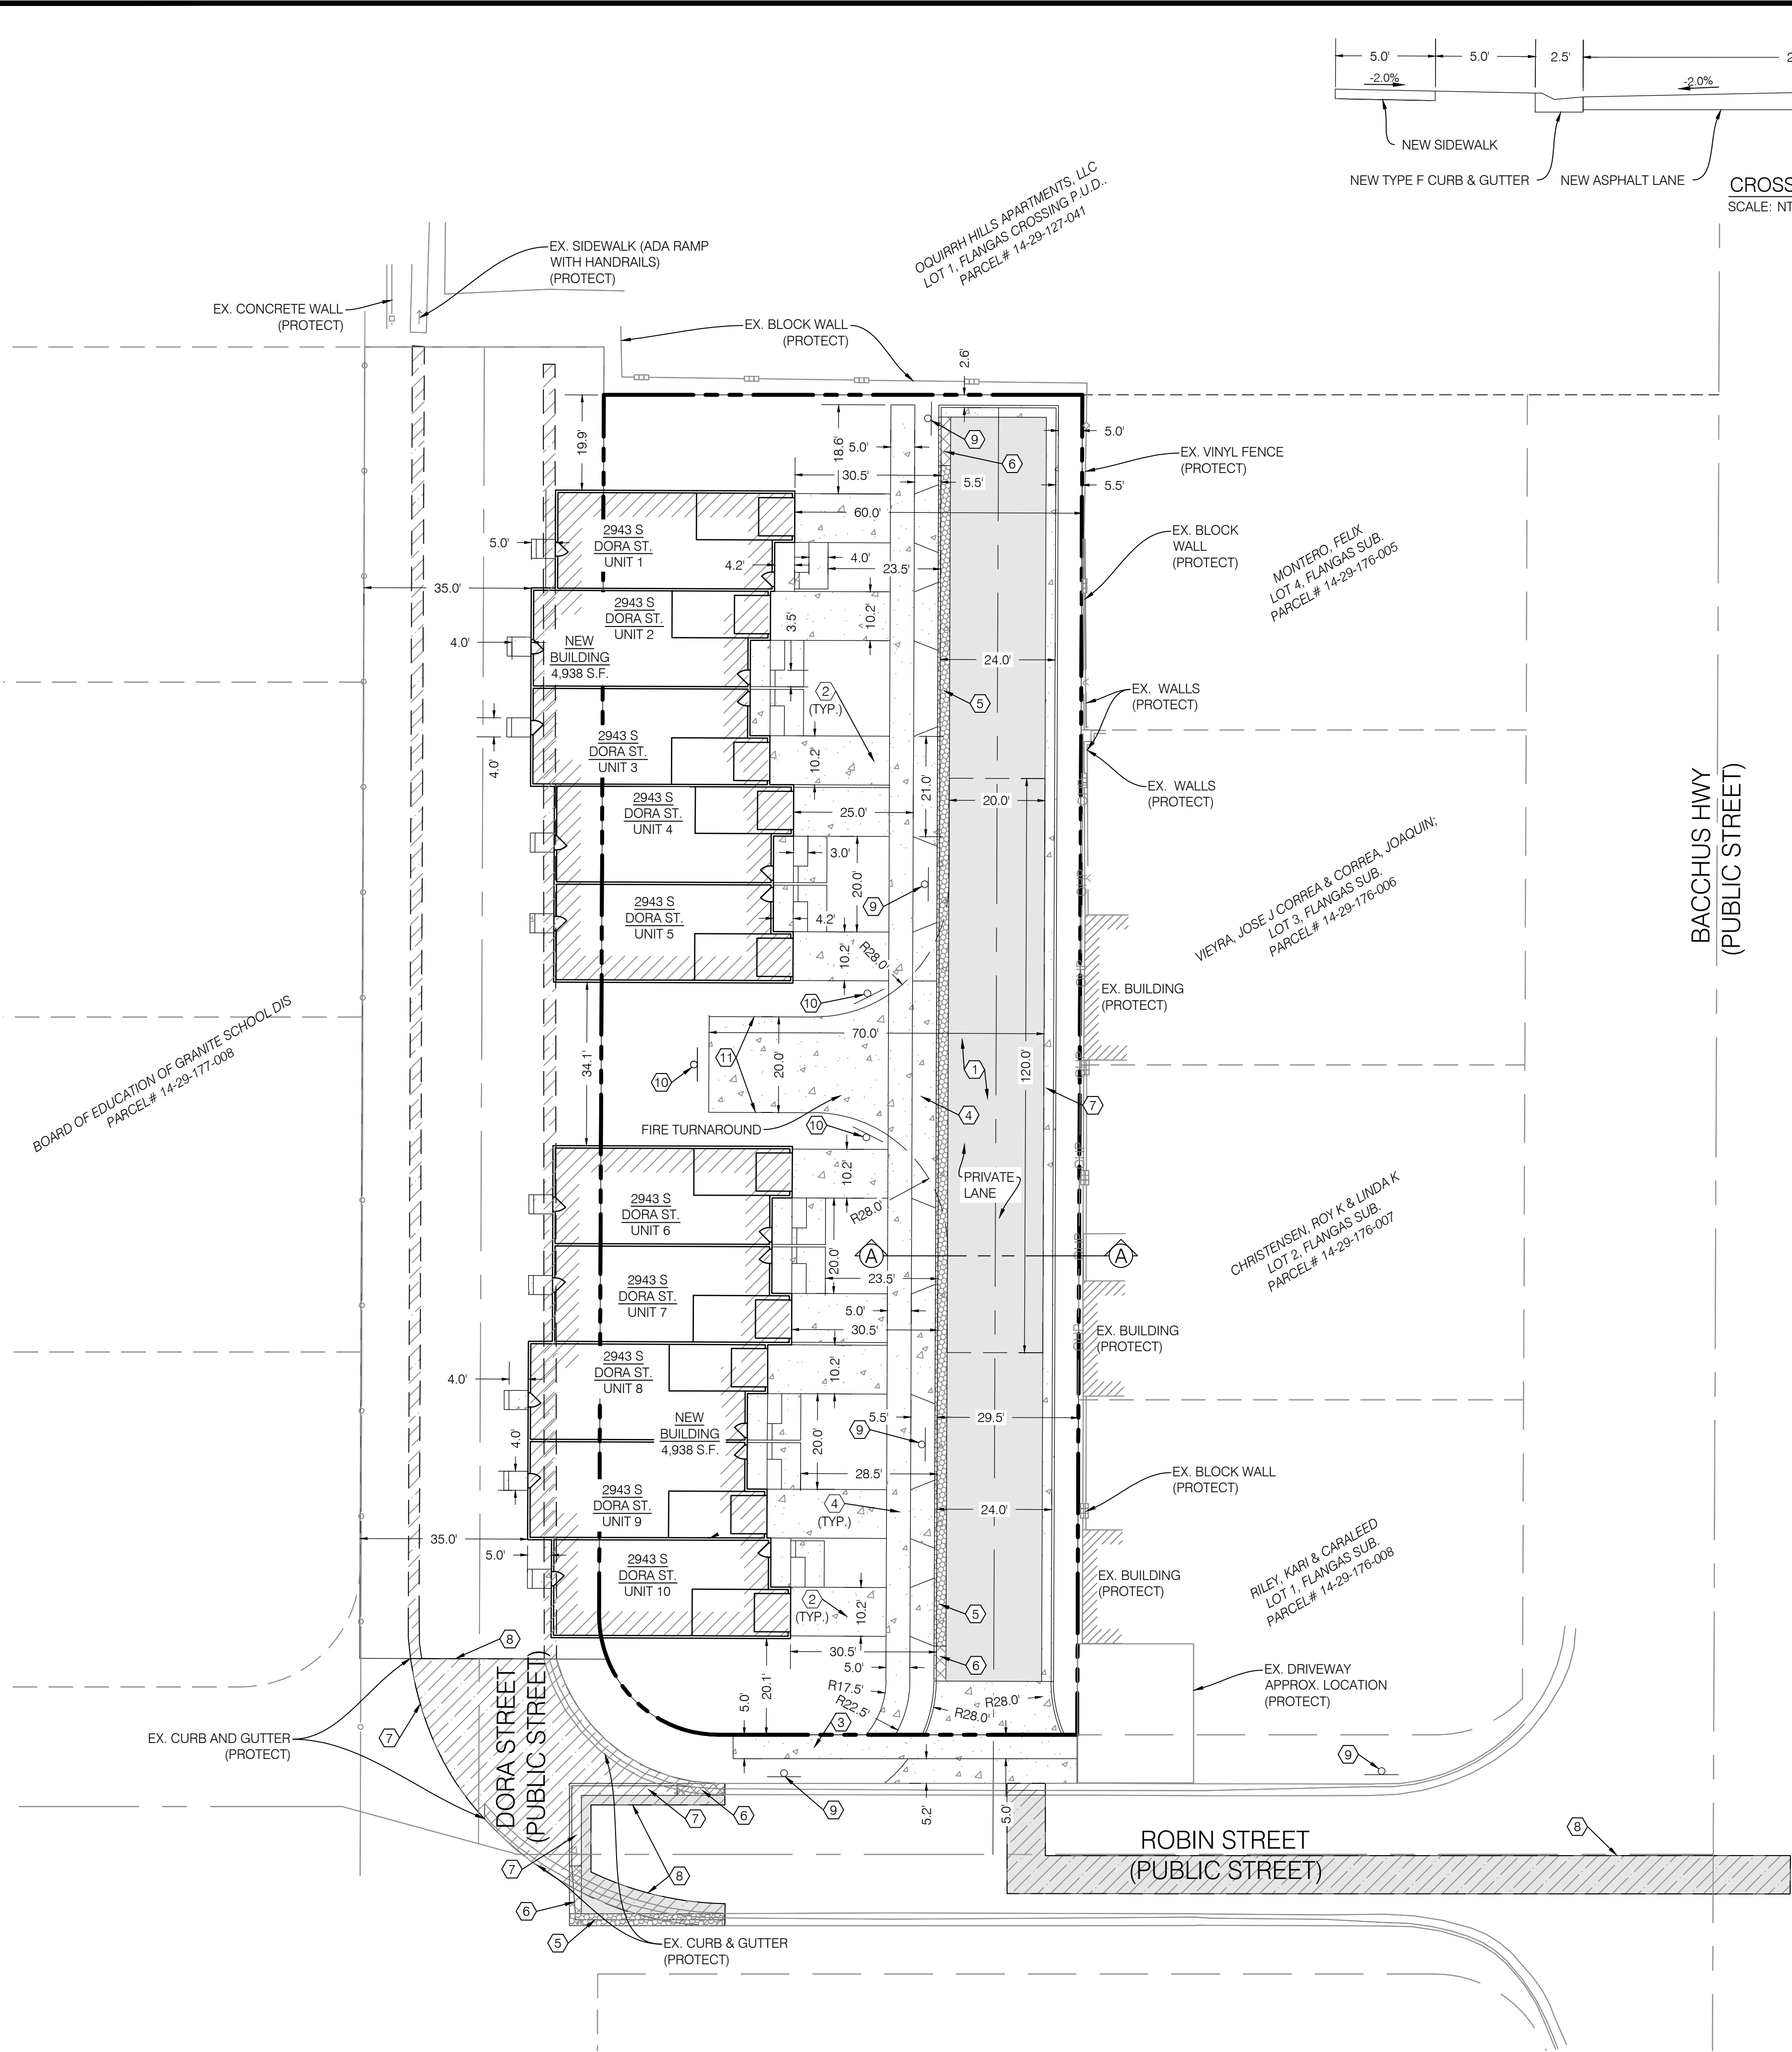 5.0'
5.0'
2.5'
-2.0%
-2.0%
NEW SIDEWALK
NEW TYPE F CURB & GUTTER
NEW ASPHALT LANE
CROSS
SCALE: NT
OQUIRRH HILLS APARTMENTS, LLC
LOT 1, FLANGAS CROSSING P.U.D..
PARCEL# 14-29-127-041
EX. SIDEWALK (ADA RAMP
WITH HANDRAILS)
(PROTECT)
EX. CONCRETE WALL
(PROTECT)
EX. BLOCK WALL
(PROTECT)
2.6'
19.9'
18.6'
5.0'
9
6
5.0'
EX. VINYL FENCE
(PROTECT)
30.5'
5.5'
5.5'
60.0'
2943 S
DORA ST.
UNIT 1
5.0'
4.2'
4.0'
23.5'
EX. BLOCK
WALL
(PROTECT)
MONTERO, FELIX
LOT 4, FLANGAS SUB.
PARCEL# 14-29-176-005
35.0'
2943 S
DORA ST.
UNIT 2
3.5'
10.2'
4.0'
NEW
BUILDING
4,938 S.F.
24.0'
2
(TYP.)
5
EX. WALLS
(PROTECT)
4.0'
2943 S
DORA ST.
UNIT 3
10.2'
21.0'
EX. WALLS
(PROTECT)
2943 S
DORA ST.
UNIT 4
25.0'
20.0'
3.0'
20.0'
9
BACCHUS HWY
(PUBLIC STREET)
VIEYRA, JOSE J CORREA & CORREA, JOAQUIN;
LOT 3, FLANGAS SUB.
PARCEL# 14-29-176-006
2943 S
DORA ST.
UNIT 5
4.2'
10.2'
R28.0'
EX. BUILDING
(PROTECT)
10
BOARD OF EDUCATION OF GRANITE SCHOOL DIS
PARCEL# 14-29-177-008
34.1'
70.0'
11
20.0'
1
120.0'
10
4
7
FIRE TURNAROUND
10
10.2'
PRIVATE
LANE
2943 S
DORA ST.
UNIT 6
R28.0'
CHRISTENSEN, ROY K & LINDA K
LOT 2, FLANGAS SUB.
PARCEL# 14-29-176-007
A
A
20.0'
23.5'
2943 S
DORA ST.
UNIT 7
5.0'
30.5'
EX. BUILDING
(PROTECT)
2943 S
DORA ST.
UNIT 8
10.2'
4.0'
NEW
BUILDING
4,938 S.F.
5.5'
29.5'
9
4.0'
20.0'
28.5'
EX. BLOCK WALL
(PROTECT)
2943 S
DORA ST.
UNIT 9
4
(TYP.)
24.0'
35.0'
5.0'
2943 S
DORA ST.
UNIT 10
EX. BUILDING
(PROTECT)
RILEY, KARI & CARALEED
LOT 1, FLANGAS SUB.
PARCEL# 14-29-176-008
2
(TYP.)
10.2'
5
8
30.5'
5.0'
6
20.1'
5.0'
R17.5'
R22.5'
R28.0'
R28.0'
EX. DRIVEWAY
APPROX. LOCATION
(PROTECT)
3
EX. CURB AND GUTTER
(PROTECT)
7
DORA STREET
(PUBLIC STREET)
9
9
7
6
5.2'
5.0'
ROBIN STREET
(PUBLIC STREET)
8
7
8
6
5
EX. CURB & GUTTER
(PROTECT)